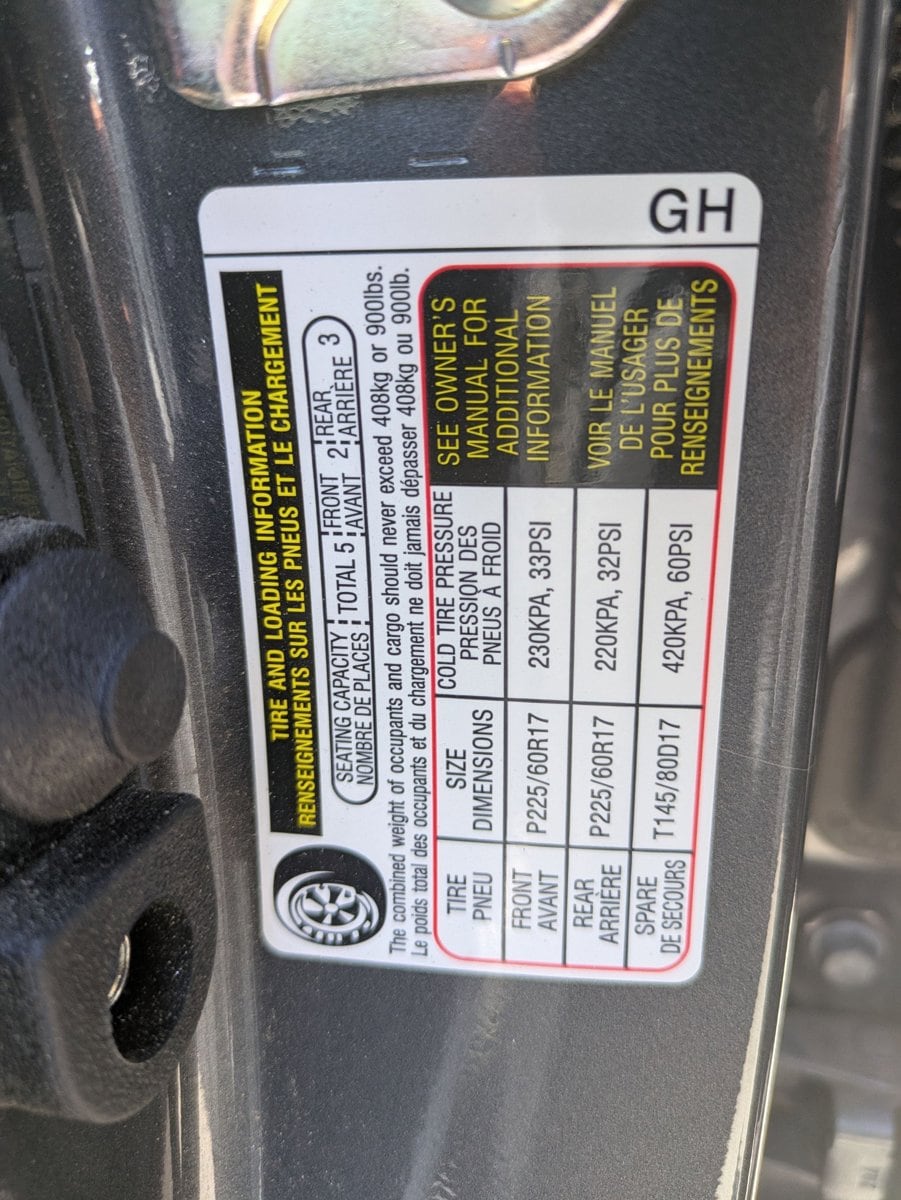 GH
TIRE AND LOADING INFORMATION
RENSEIGNEMENTS SUR LES PNEUS ET LE CHARGEMENT
SEATING CAPACITY TOTAL 5 FRONT 2 REAR 3
NOMBRE DE PLACES AVANT ARRIÈRE
The combined weight of occupants and cargo should never exceed 408kg or 900lbs.
Le poids total des occupants et du chargement ne doit jamais dépasser 408kg ou 900lb.
TIRE
PNEU
SIZE
DIMENSIONS
COLD TIRE PRESSURE
PRESSION DES
PNEUS À FROID
FRONT
AVANT
P225/60R17
230KPA, 33PSI
REAR
ARRIÈRE
P225/60R17
220KPA, 32PSI
SPARE
DE SECOURS
T145/80D17
420KPA, 60PSI
SEE OWNER'S
MANUAL FOR
ADDITIONAL
INFORMATION
VOIR LE MANUEL
DE L'USAGER
POUR PLUS DE
RENSEIGNEMENTS